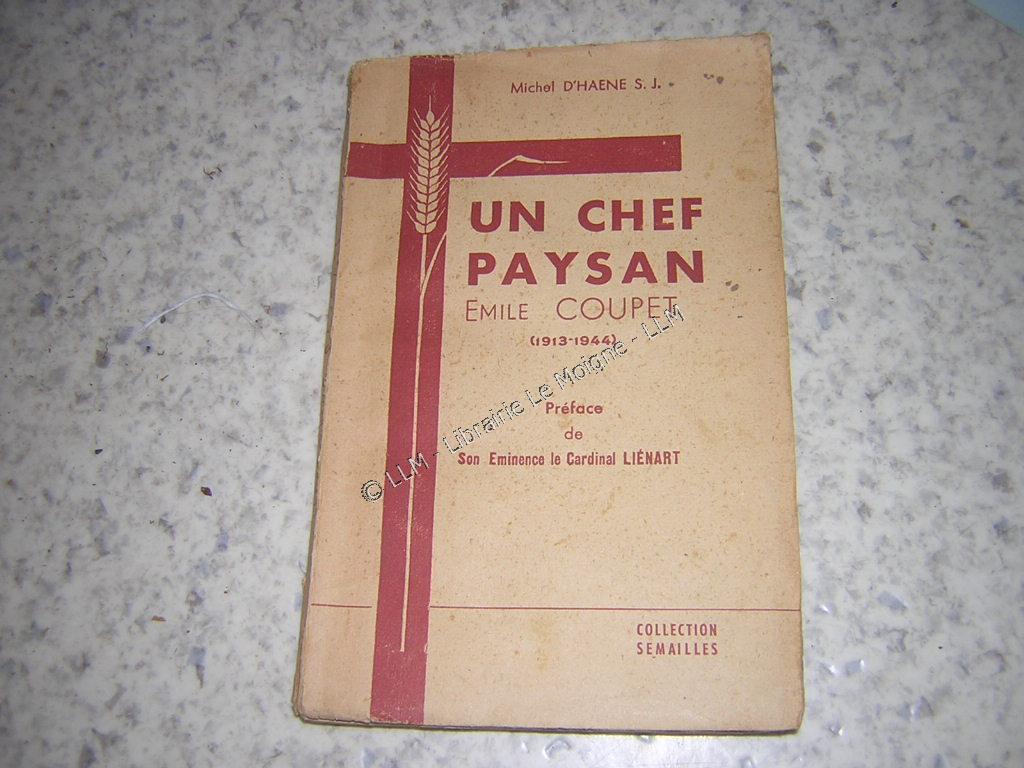 Michel D'HAENE S. J.
UN CHEF
PAYSAN
EMILE COUPET
(1913-1944)
Préface
de
Son Eminence le Cardinal LIÉNART
COLLECTION
SEMAILLES
© LLM - Librairie Le Moigne - LLM